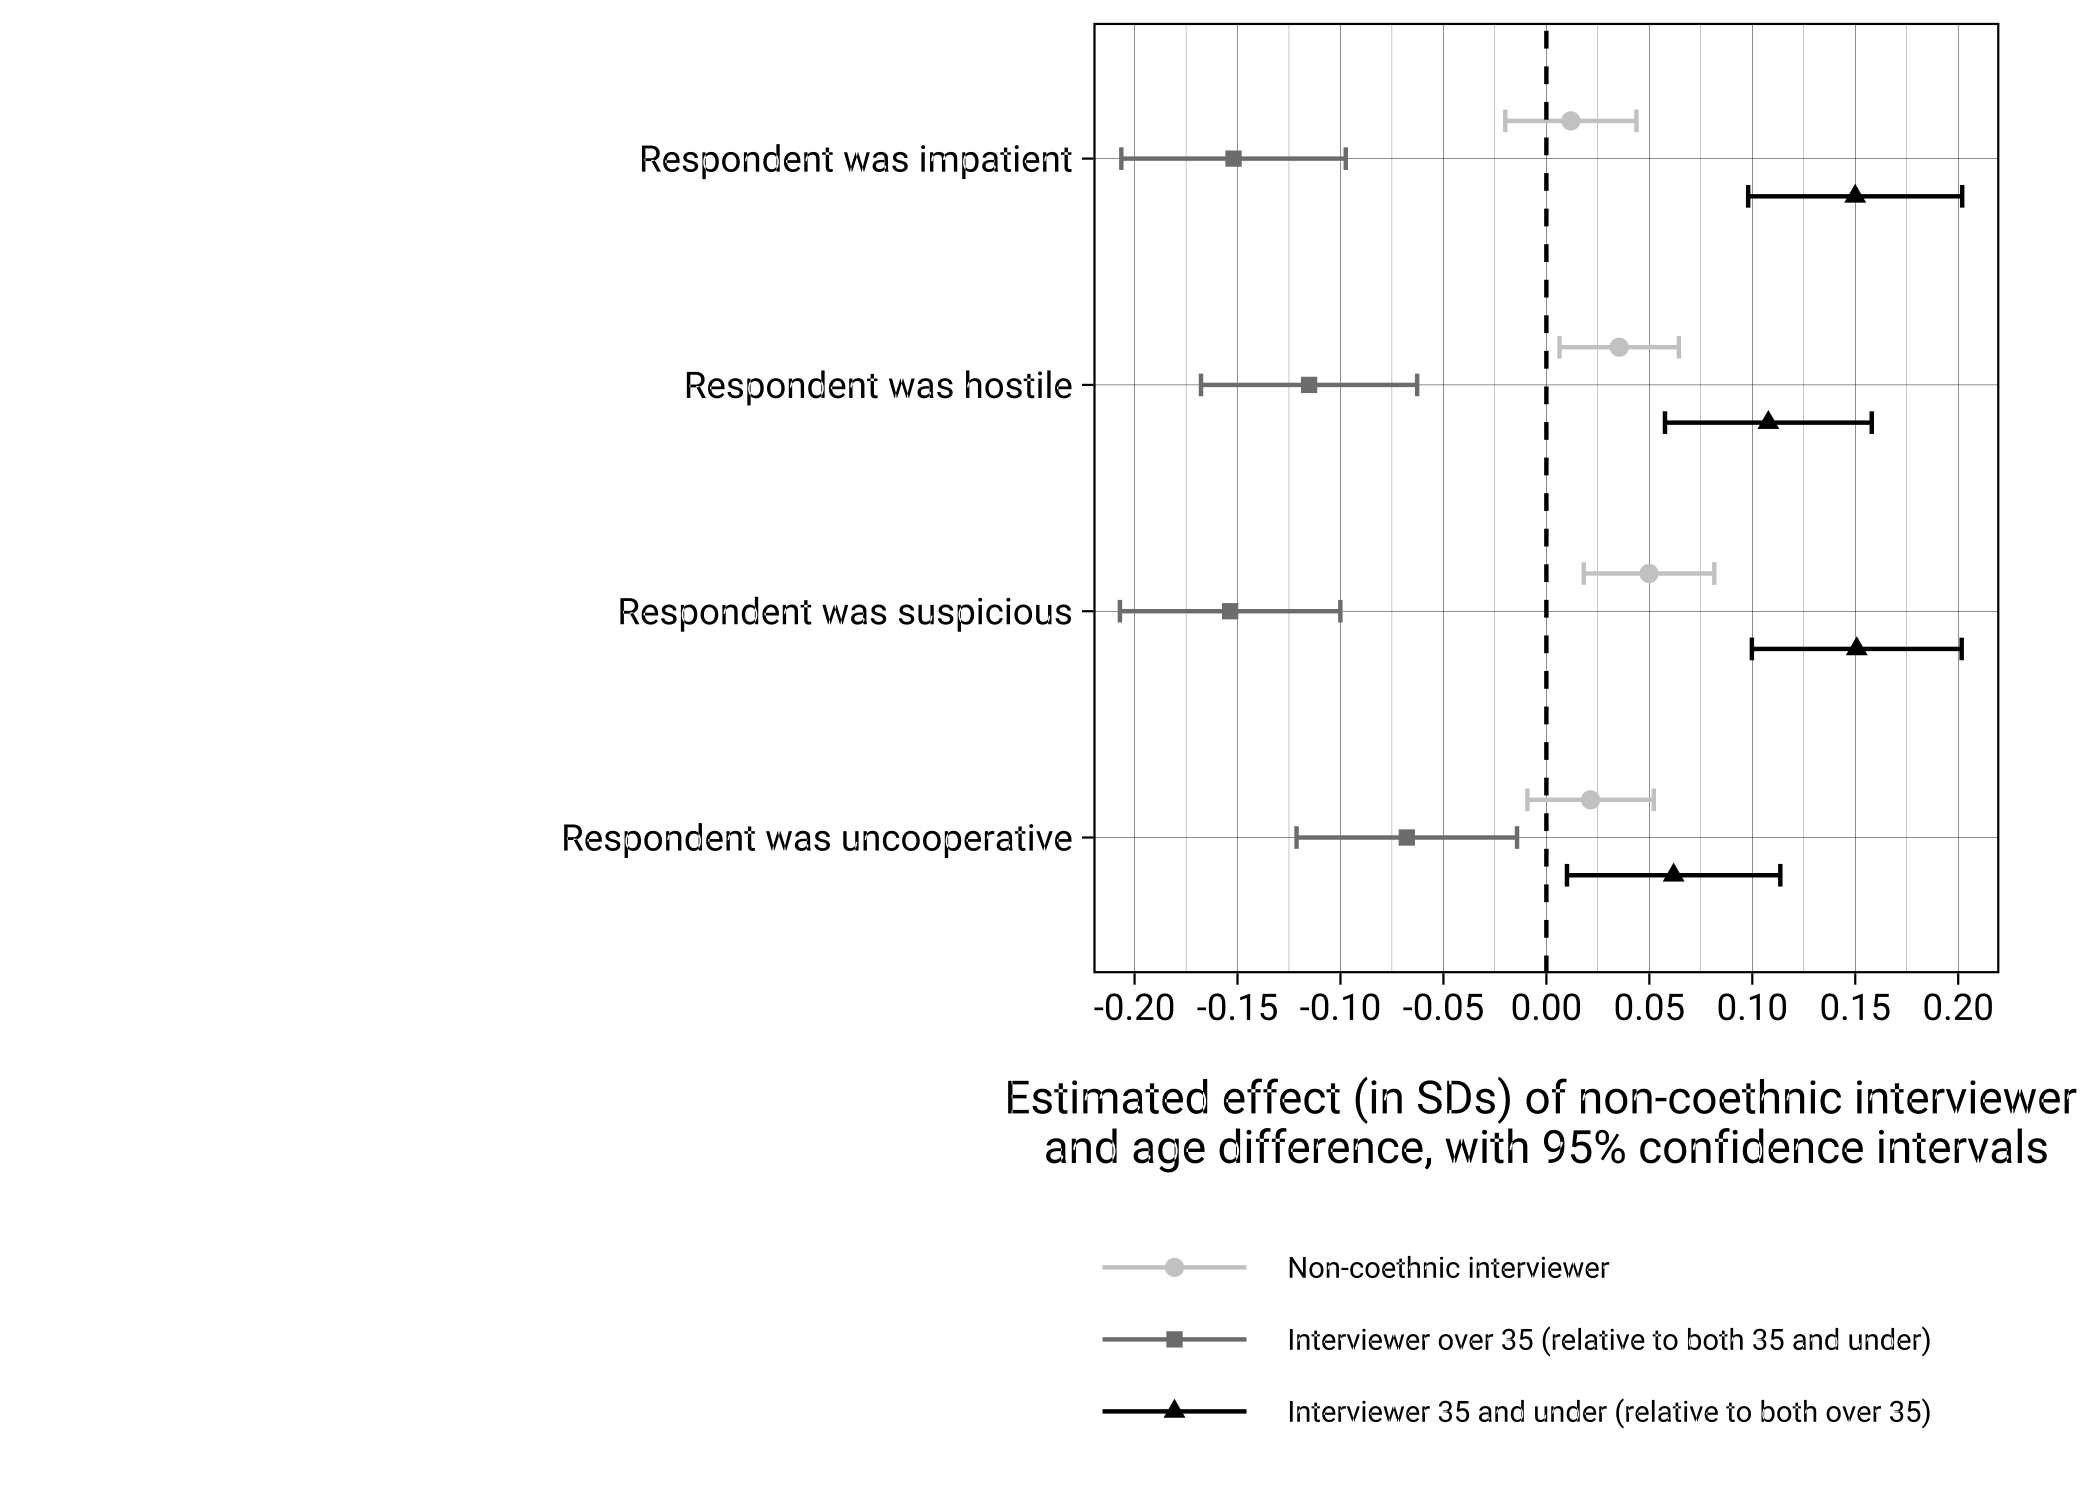 Respondent was impatient
Respondent was hostile
Respondent was suspicious
Respondent was uncooperative
-0.20 -0.15 -0.10 -0.05 0.00 0.05 0.10 0.15 0.20
Estimated effect (in SDs) of non-coethnic interviewer
and age difference, with 95% confidence intervals
Non-coethnic interviewer
Interviewer over 35 (relative to both 35 and under)
Interviewer 35 and under (relative to both over 35)